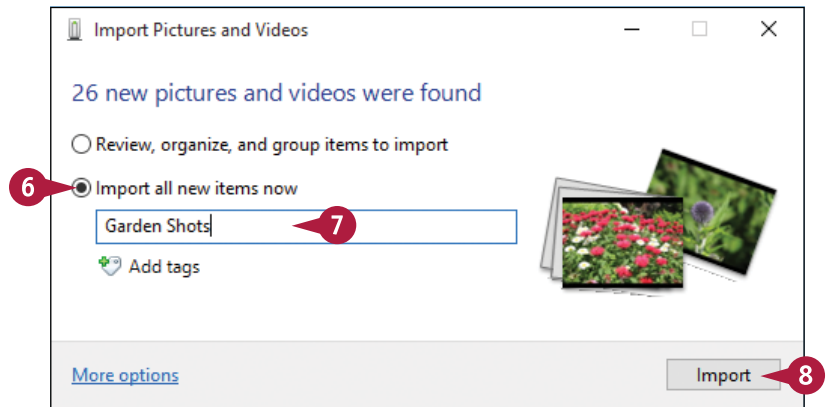 Import Pictures and Videos
26 new pictures and videos were found
Review, organize, and group items to import
6
Import all new items now
Garden Shots
7
Add tags
More options
Import
8